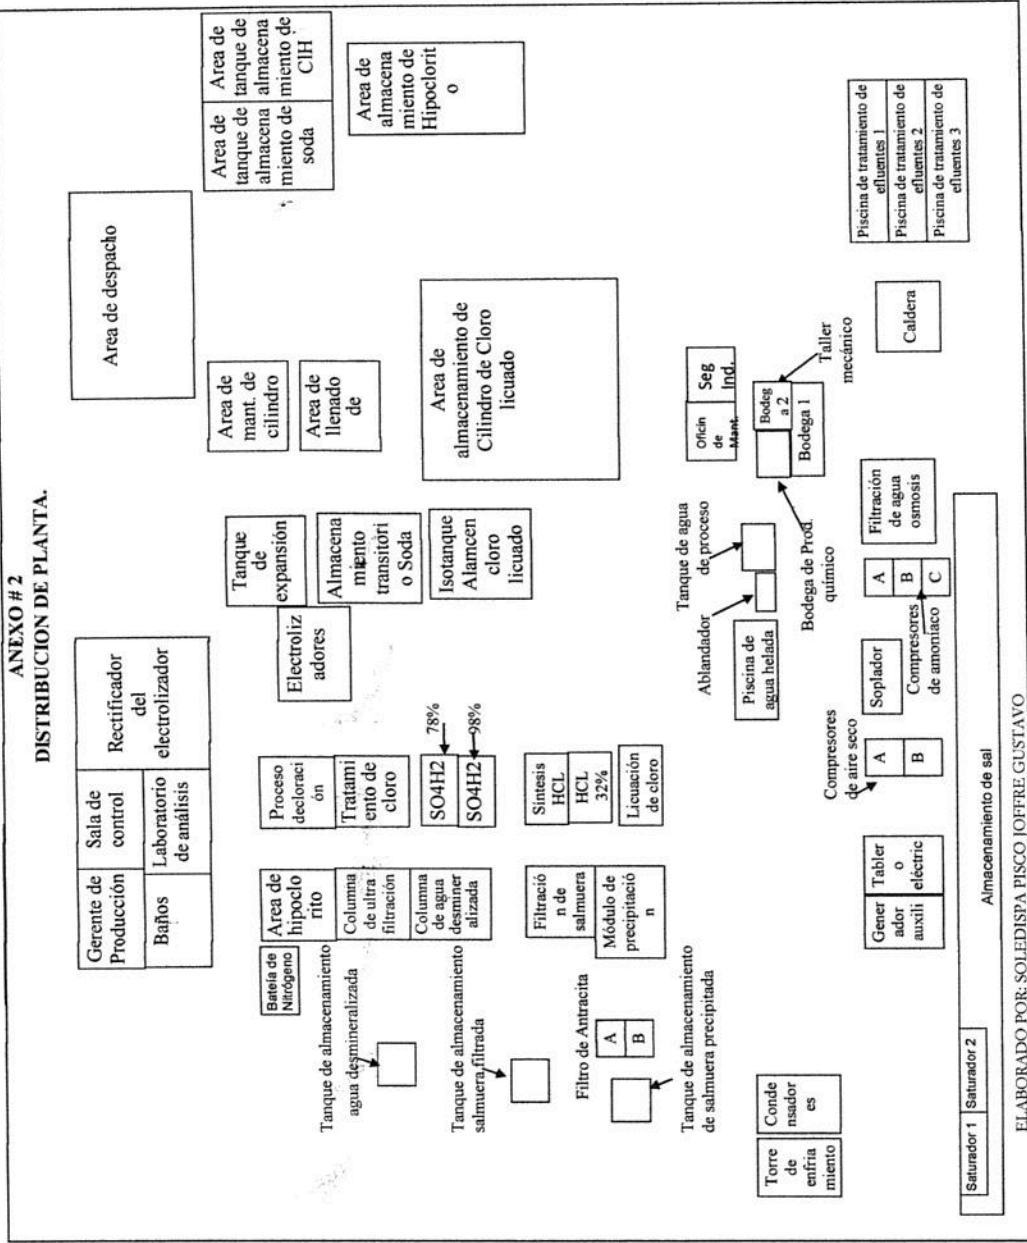 ANEXO # 2
DISTRIBUCION DE PLANTA.
Gerente de
Producción
Sala de
control
Baños
Laboratorio
de análisis
Rectificador
del
electrolizador
Area de despacho
Area de
tanque de
almacena
miento de
soda
Area de
tanque de
almacena
miento de
ClH
Area de
almacena
miento de
Hipoclorit
o
Area de
mant. de
cilindro
Area de
llenado
de
Area de
almacenamiento de
Cilindro de Cloro
licuado
Tanque
de
expansión
Almacena
miento
transitori
o Soda
Isotanque
Alamcen
cloro
licuado
Electroliz
adores
Proceso
decloraci
ón
Tratami
ento de
cloro
SO4H2
78%
SO4H2
98%
Síntesis
HCL
HCL
32%
Licuación
de cloro
Bateía de
Nitrógeno
Area de
hipoclo
rito
Columna
de ultra
filtración
Columna
de agua
desminer
alizada
Filtració
n de
salmuera
Módulo de
precipitació
n
Tanque de almacenamiento
agua desmineralizada
Tanque de almacenamiento
salmuera filtrada
Filtro de Antracita
A
B
Tanque de almacenamiento
de salmuera precipitada
Torre
de
enfria
miento
Conde
nsador
es
Piscina de
agua helada
Ablandador
Tanque de agua
de proceso
Oficin
de
Mant.
Seg
Ind.
Bodeg
a 2
Bodega 1
Taller
mecánico
Bodega de Prod.
químico
Gener
ador
auxili
Tabler
o
eléctric
Compresores
de aire seco
A
B
Soplador
Compresores
de amoníaco
A
B
C
Filtración
de agua
osmosis
Caldera
Piscina de tratamiento de
efluentes 1
Piscina de tratamiento de
efluentes 2
Piscina de tratamiento de
efluentes 3
Saturador 1
Saturador 2
Almacenamiento de sal
ELABORADO POR: SOLEDISPA PISCO JOFFRE GUSTAVO